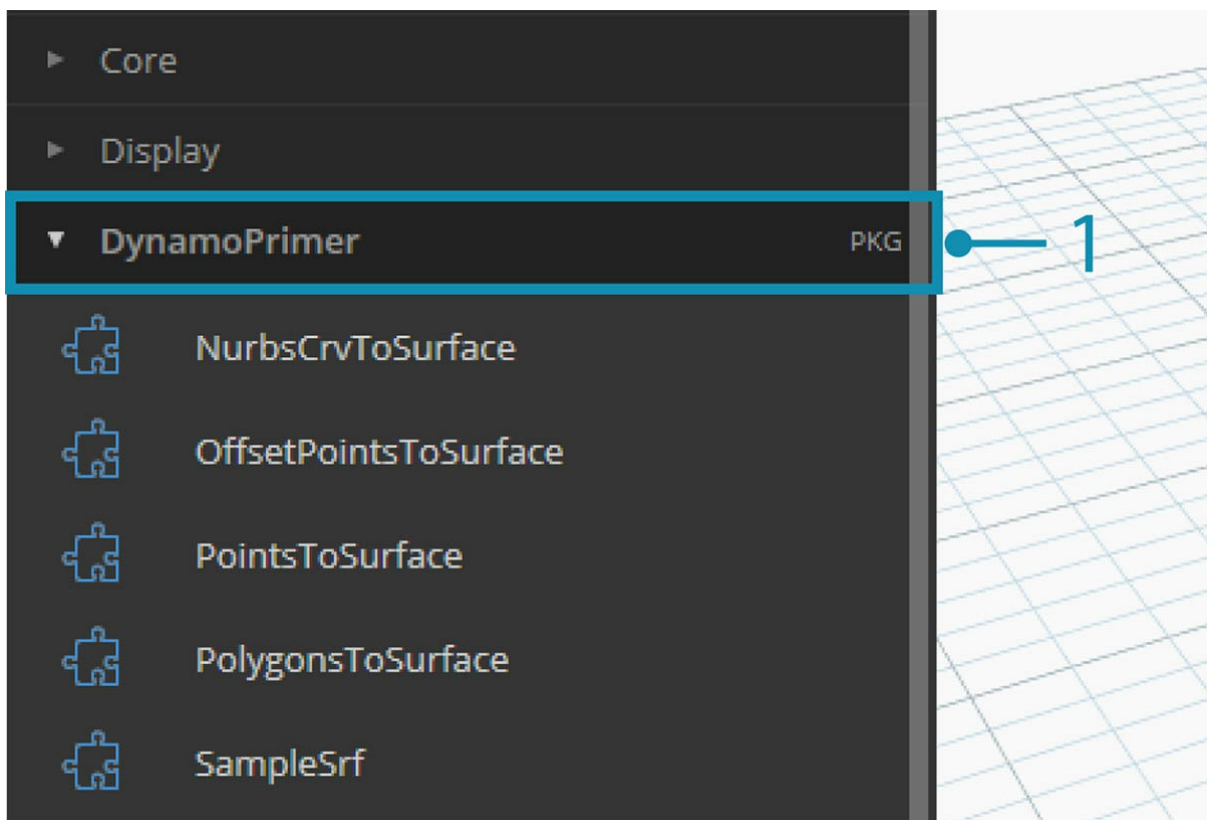 Core
Display
DynamoPrimer PKG 1
NurbsCrvToSurface
OffsetPointsToSurface
PointsToSurface
PolygonsToSurface
SampleSrf